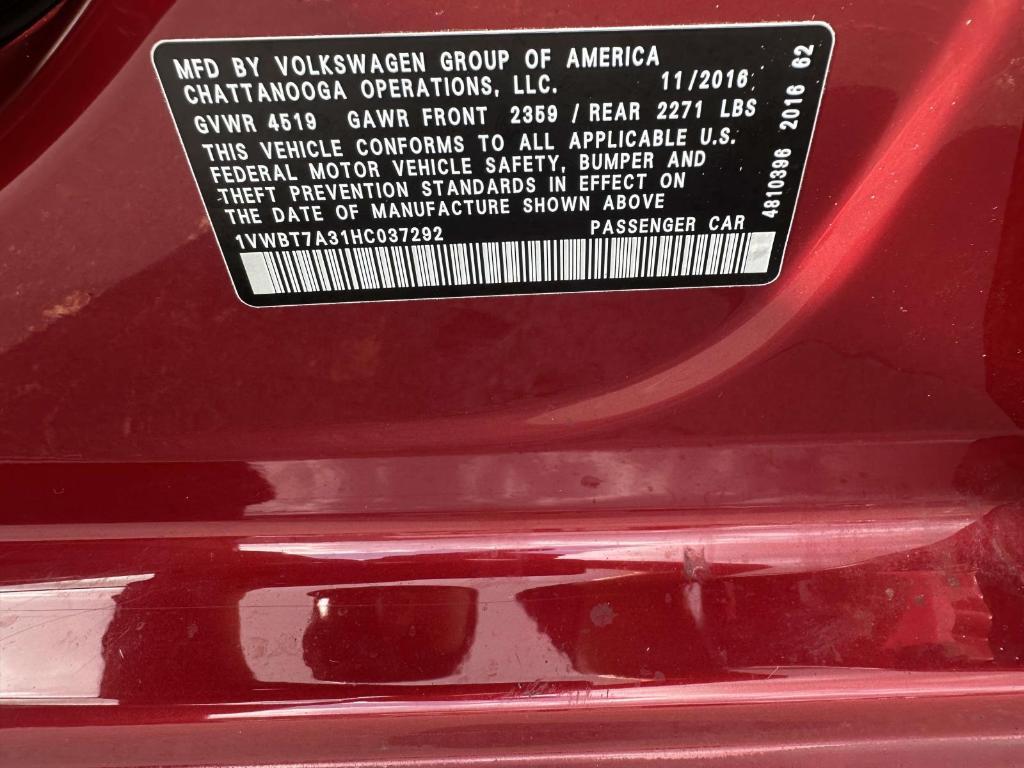 MFD BY VOLKSWAGEN GROUP OF AMERICA
CHATTANOOGA OPERATIONS, LLC. 11/2016
GVWR 4519 GAWR FRONT 2359 / REAR 2271 LBS
THIS VEHICLE CONFORMS TO ALL APPLICABLE U.S.
FEDERAL MOTOR VEHICLE SAFETY, BUMPER AND
THEFT PREVENTION STANDARDS IN EFFECT ON
THE DATE OF MANUFACTURE SHOWN ABOVE
1VWBT7A31HC037292 PASSENGER CAR
4810396 2016 62